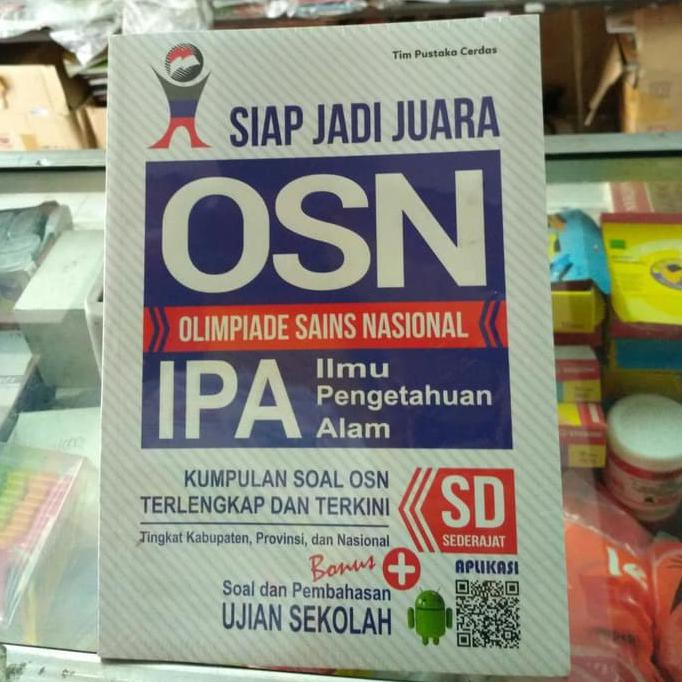 Tim Pustaka Cerdas
SIAP JADI JUARA
OSN
OLIMPIADE SAINS NASIONAL
IPA
Ilmu
Pengetahuan
Alam
KUMPULAN SOAL OSN
TERLENGKAP DAN TERKINI
Tingkat Kabupaten, Provinsi, dan Nasional
SD
SEDERAJAT
Bonus +
Soal dan Pembahasan
UJIAN SEKOLAH
APLIKASI